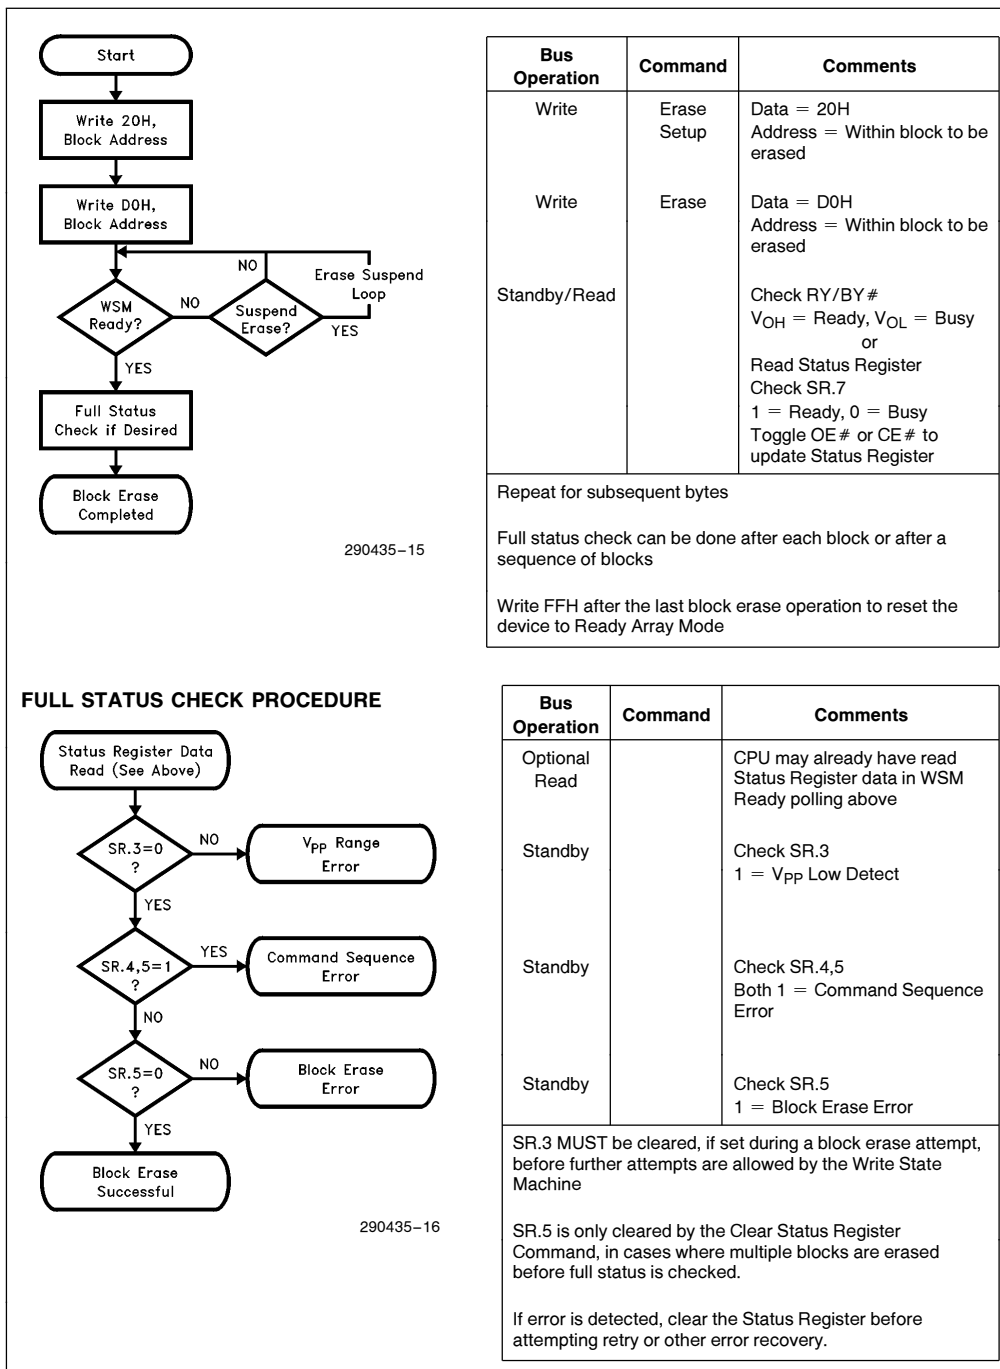 Start
Write 20H,
Block Address
Write D0H,
Block Address
NO
Erase Suspend
Loop
WSM
Ready?
NO
Suspend
Erase?
YES
YES
Full Status
Check if Desired
Block Erase
Completed
290435–15
Bus
Operation
Command
Comments
Write
Erase
Setup
Data = 20H
Address = Within block to be
erased
Write
Erase
Data = D0H
Address = Within block to be
erased
Standby/Read
Check RY/BY#
VOH = Ready, VOL = Busy
or
Read Status Register
Check SR.7
1 = Ready, 0 = Busy
Toggle OE# or CE# to
update Status Register
Repeat for subsequent bytes
Full status check can be done after each block or after a
sequence of blocks
Write FFH after the last block erase operation to reset the
device to Ready Array Mode
FULL STATUS CHECK PROCEDURE
Status Register Data
Read (See Above)
SR.3=0
?
NO
VPP Range
Error
YES
SR.4,5=1
?
YES
Command Sequence
Error
NO
SR.5=0
?
NO
Block Erase
Error
YES
Block Erase
Successful
290435–16
Bus
Operation
Command
Comments
Optional
Read
CPU may already have read
Status Register data in WSM
Ready polling above
Standby
Check SR.3
1 = VPP Low Detect
Standby
Check SR.4,5
Both 1 = Command Sequence
Error
Standby
Check SR.5
1 = Block Erase Error
SR.3 MUST be cleared, if set during a block erase attempt,
before further attempts are allowed by the Write State
Machine
SR.5 is only cleared by the Clear Status Register
Command, in cases where multiple blocks are erased
before full status is checked.
If error is detected, clear the Status Register before
attempting retry or other error recovery.